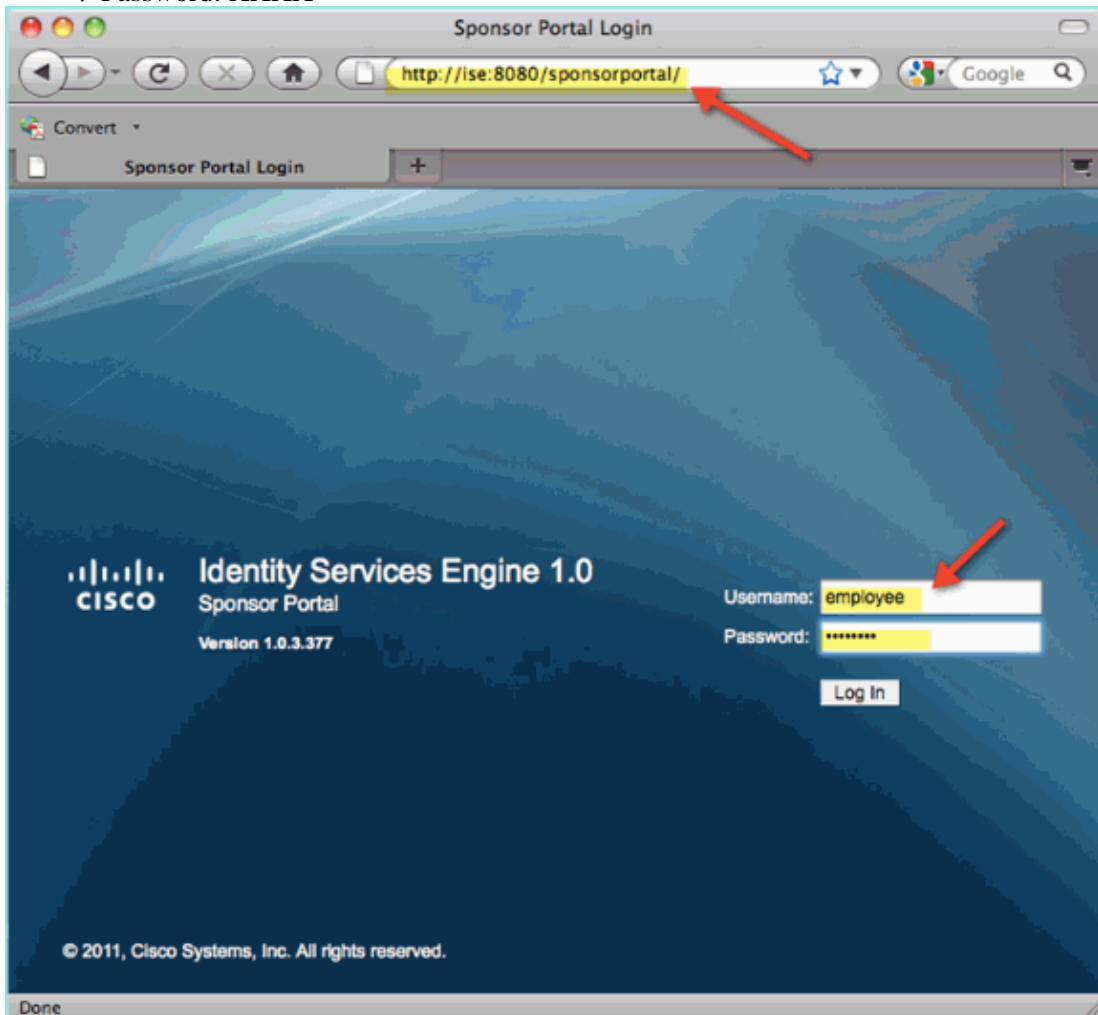 Sponsor Portal Login
http://ise:8080/sponsorportal/
Google
Convert
Sponsor Portal Login
+
CISCO
Identity Services Engine 1.0
Sponsor Portal
Version 1.0.3.377
Username: employee
Password: ••••••••
Log In
© 2011, Cisco Systems, Inc. All rights reserved.
Done